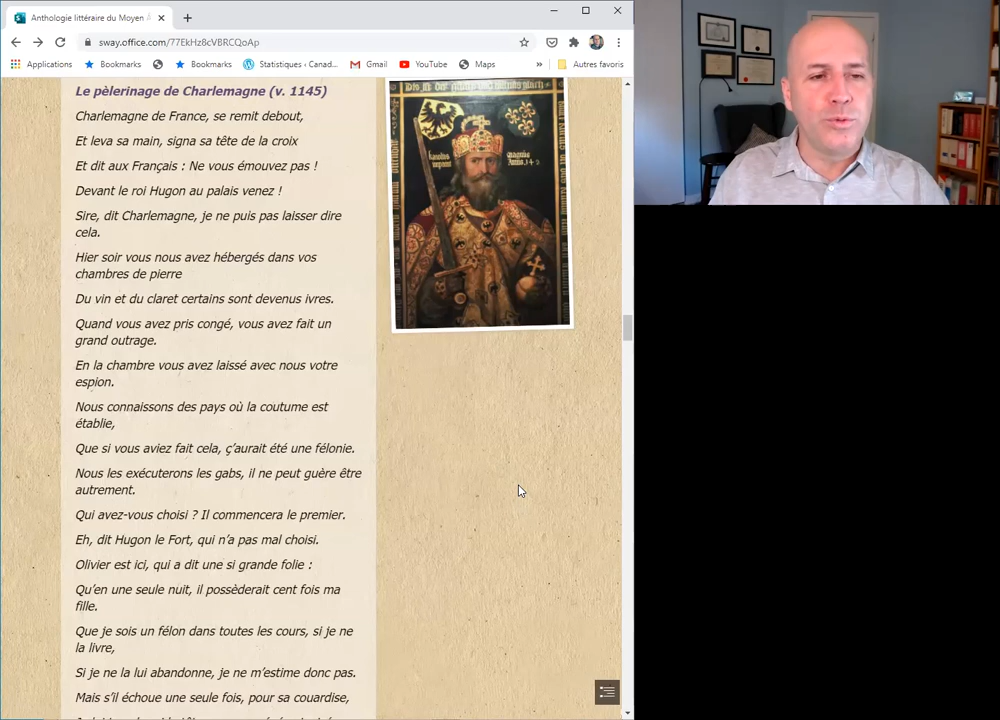 Anthologie littéraire du Moyen
sway.office.com/77EkHz8cVBRCQoAp
Applications Bookmarks Bookmarks Statistiques ‹ Canad... Gmail YouTube Maps » Autres favoris
Le pèlerinage de Charlemagne (v. 1145)
Charlemagne de France, se remit debout,
Et leva sa main, signa sa tête de la croix
Et dit aux Français : Ne vous émouvez pas !
Devant le roi Hugon au palais venez !
Sire, dit Charlemagne, je ne puis pas laisser dire
cela.
Hier soir vous nous avez hébergés dans vos
chambres de pierre
Du vin et du claret certains sont devenus ivres.
Quand vous avez pris congé, vous avez fait un
grand outrage.
En la chambre vous avez laissé avec nous votre
espion.
Nous connaissons des pays où la coutume est
établie,
Que si vous aviez fait cela, ç’aurait été une félonie.
Nous les exécuterons les gabs, il ne peut guère être
autrement.
Qui avez-vous choisi ? Il commencera le premier.
Eh, dit Hugon le Fort, qui n’a pas mal choisi.
Olivier est ici, qui a dit une si grande folie :
Qu’en une seule nuit, il possèderait cent fois ma
fille.
Que je sois un félon dans toutes les cours, si je ne
la livre,
Si je ne la lui abandonne, je ne m’estime donc pas.
Mais s’il échoue une seule fois, pour sa couardise,